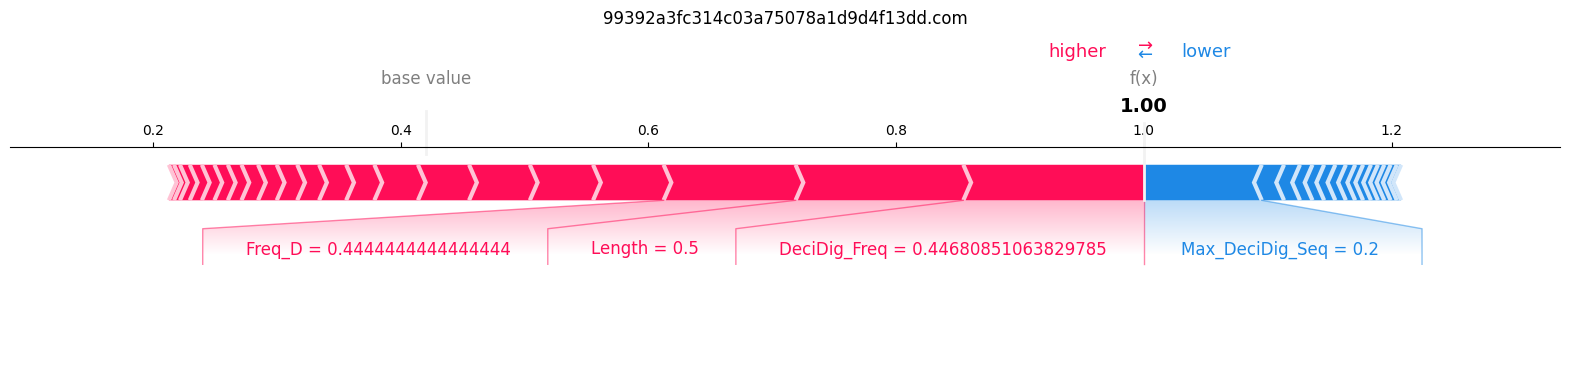 99392a3fc314c03a75078a1d9d4f13dd.com
higher ⇄ lower
base value f(x)
1.00
0.2 0.4 0.6 0.8 1.0 1.2
Freq_D = 0.4444444444444444 Length = 0.5 DeciDig_Freq = 0.44680851063829785 Max_DeciDig_Seq = 0.2